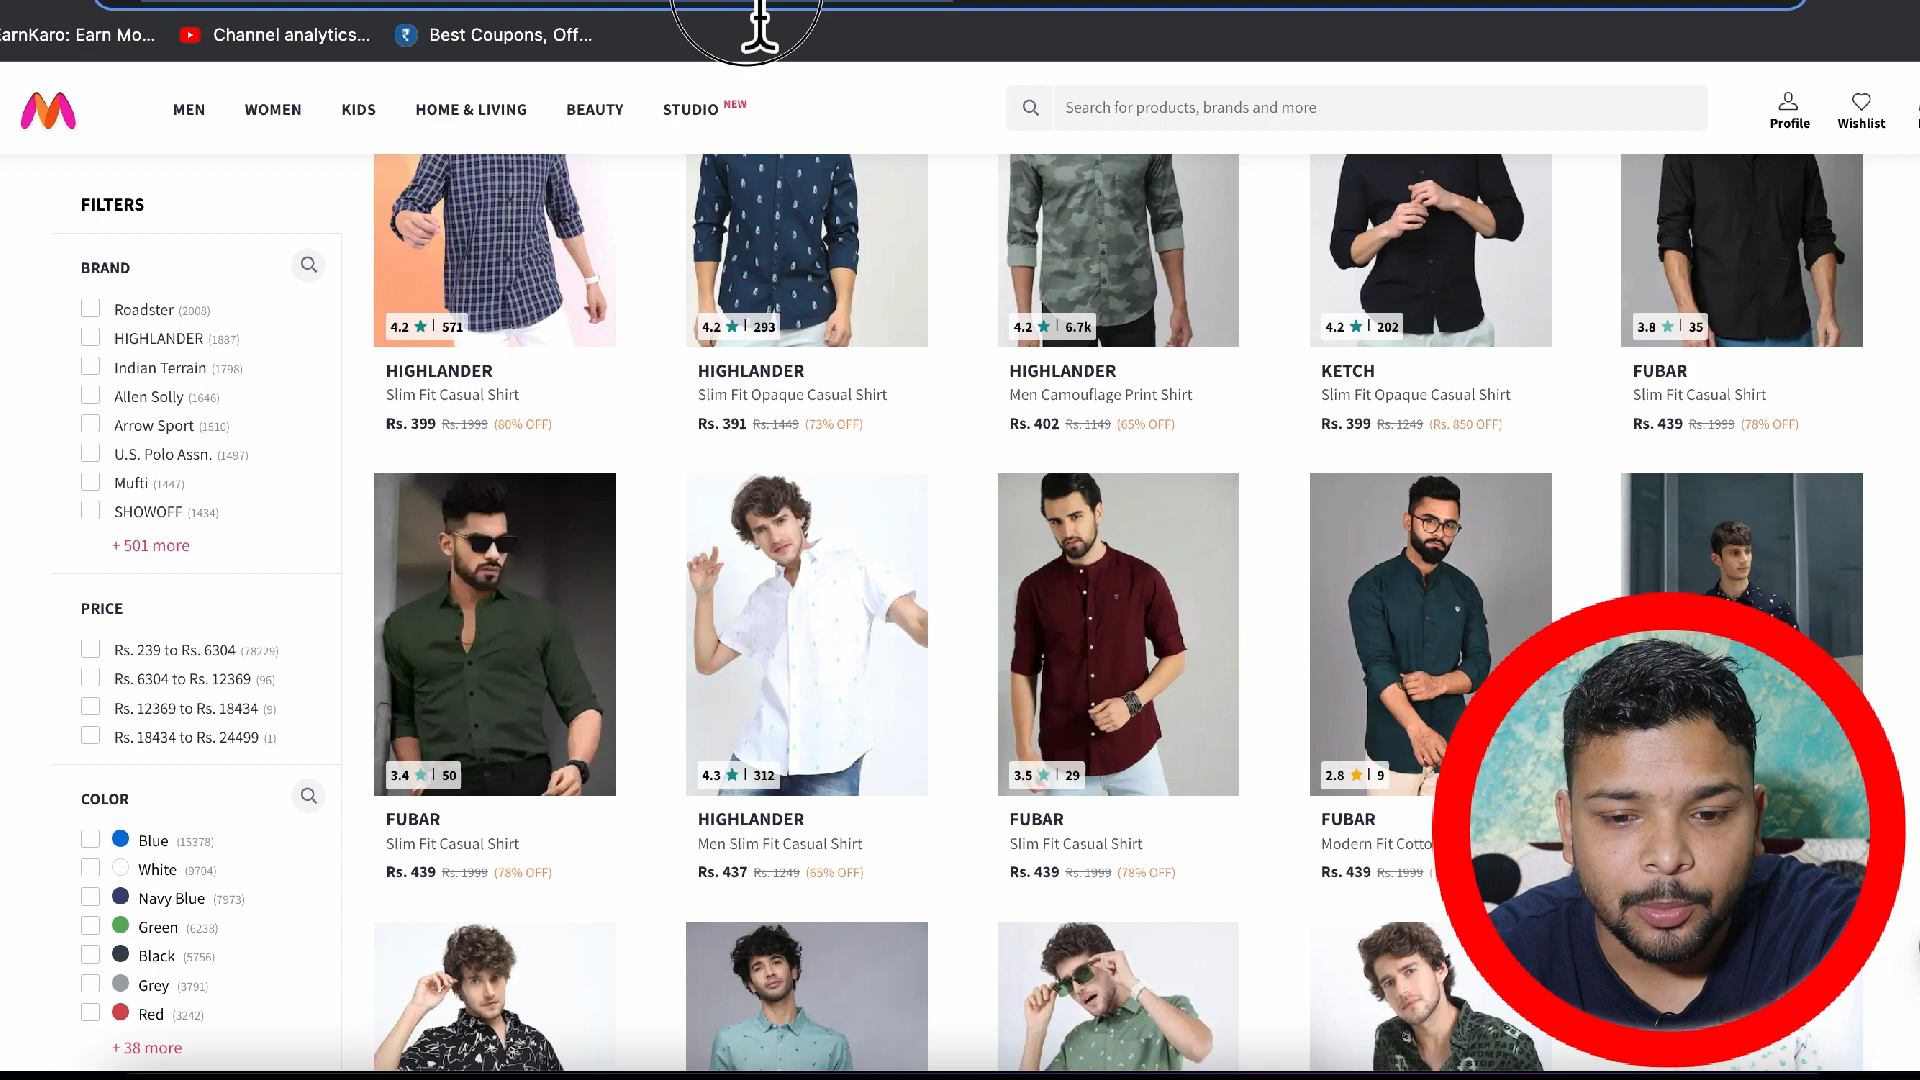 arnKaro: Earn Mo...
Channel analytics...
Best Coupons, Off...
MEN
WOMEN
KIDS
HOME & LIVING
BEAUTY
STUDIO NEW
Search for products, brands and more
Profile
Wishlist
FILTERS
BRAND
Roadster (2008)
HIGHLANDER (1887)
Indian Terrain (1798)
Allen Solly (1646)
Arrow Sport (1510)
U.S. Polo Assn. (1497)
Mufti (1447)
SHOWOFF (1434)
+ 501 more
PRICE
Rs. 239 to Rs. 6304 (78229)
Rs. 6304 to Rs. 12369 (96)
Rs. 12369 to Rs. 18434 (9)
Rs. 18434 to Rs. 24499 (1)
COLOR
Blue (15378)
White (9704)
Navy Blue (7973)
Green (6238)
Black (5756)
Grey (3791)
Red (3242)
+ 38 more
4.2 ★ | 571
HIGHLANDER
Slim Fit Casual Shirt
Rs. 399 Rs. 1999 (80% OFF)
4.2 ★ | 293
HIGHLANDER
Slim Fit Opaque Casual Shirt
Rs. 391 Rs. 1449 (73% OFF)
4.2 ★ | 6.7k
HIGHLANDER
Men Camouflage Print Shirt
Rs. 402 Rs. 1149 (65% OFF)
4.2 ★ | 202
KETCH
Slim Fit Opaque Casual Shirt
Rs. 399 Rs. 1249 (Rs. 850 OFF)
3.8 ★ | 35
FUBAR
Slim Fit Casual Shirt
Rs. 439 Rs. 1999 (78% OFF)
3.4 ★ | 50
FUBAR
Slim Fit Casual Shirt
Rs. 439 Rs. 1999 (78% OFF)
4.3 ★ | 312
HIGHLANDER
Men Slim Fit Casual Shirt
Rs. 437 Rs. 1249 (65% OFF)
3.5 ★ | 29
FUBAR
Slim Fit Casual Shirt
Rs. 439 Rs. 1999 (78% OFF)
2.8 ★ | 9
FUBAR
Modern Fit Cotto
Rs. 439 Rs. 1999 (